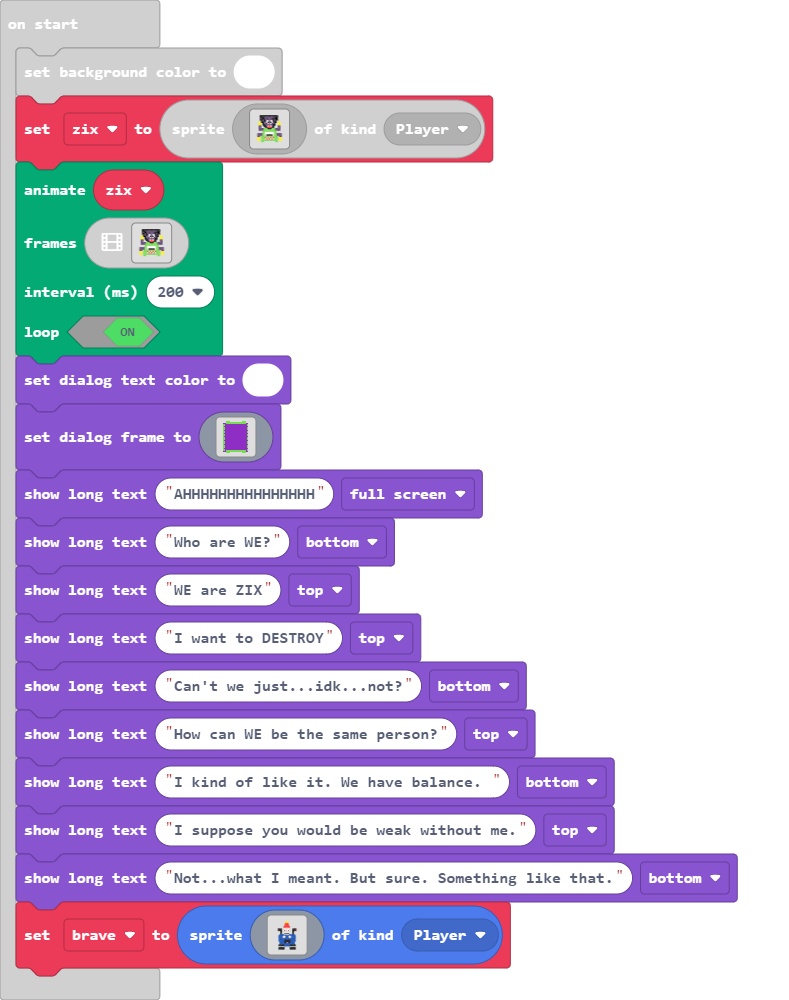 on start
set background color to
set zix to sprite of kind Player
animate zix
frames
interval (ms) 200
loop ON
set dialog text color to
set dialog frame to
show long text "AHHHHHHHHHHHHHHH" full screen
show long text "Who are WE?" bottom
show long text "WE are ZIX" top
show long text "I want to DESTROY" top
show long text "Can't we just...idk...not?" bottom
show long text "How can WE be the same person?" top
show long text "I kind of like it. We have balance. " bottom
show long text "I suppose you would be weak without me." top
show long text "Not...what I meant. But sure. Something like that." bottom
set brave to sprite of kind Player